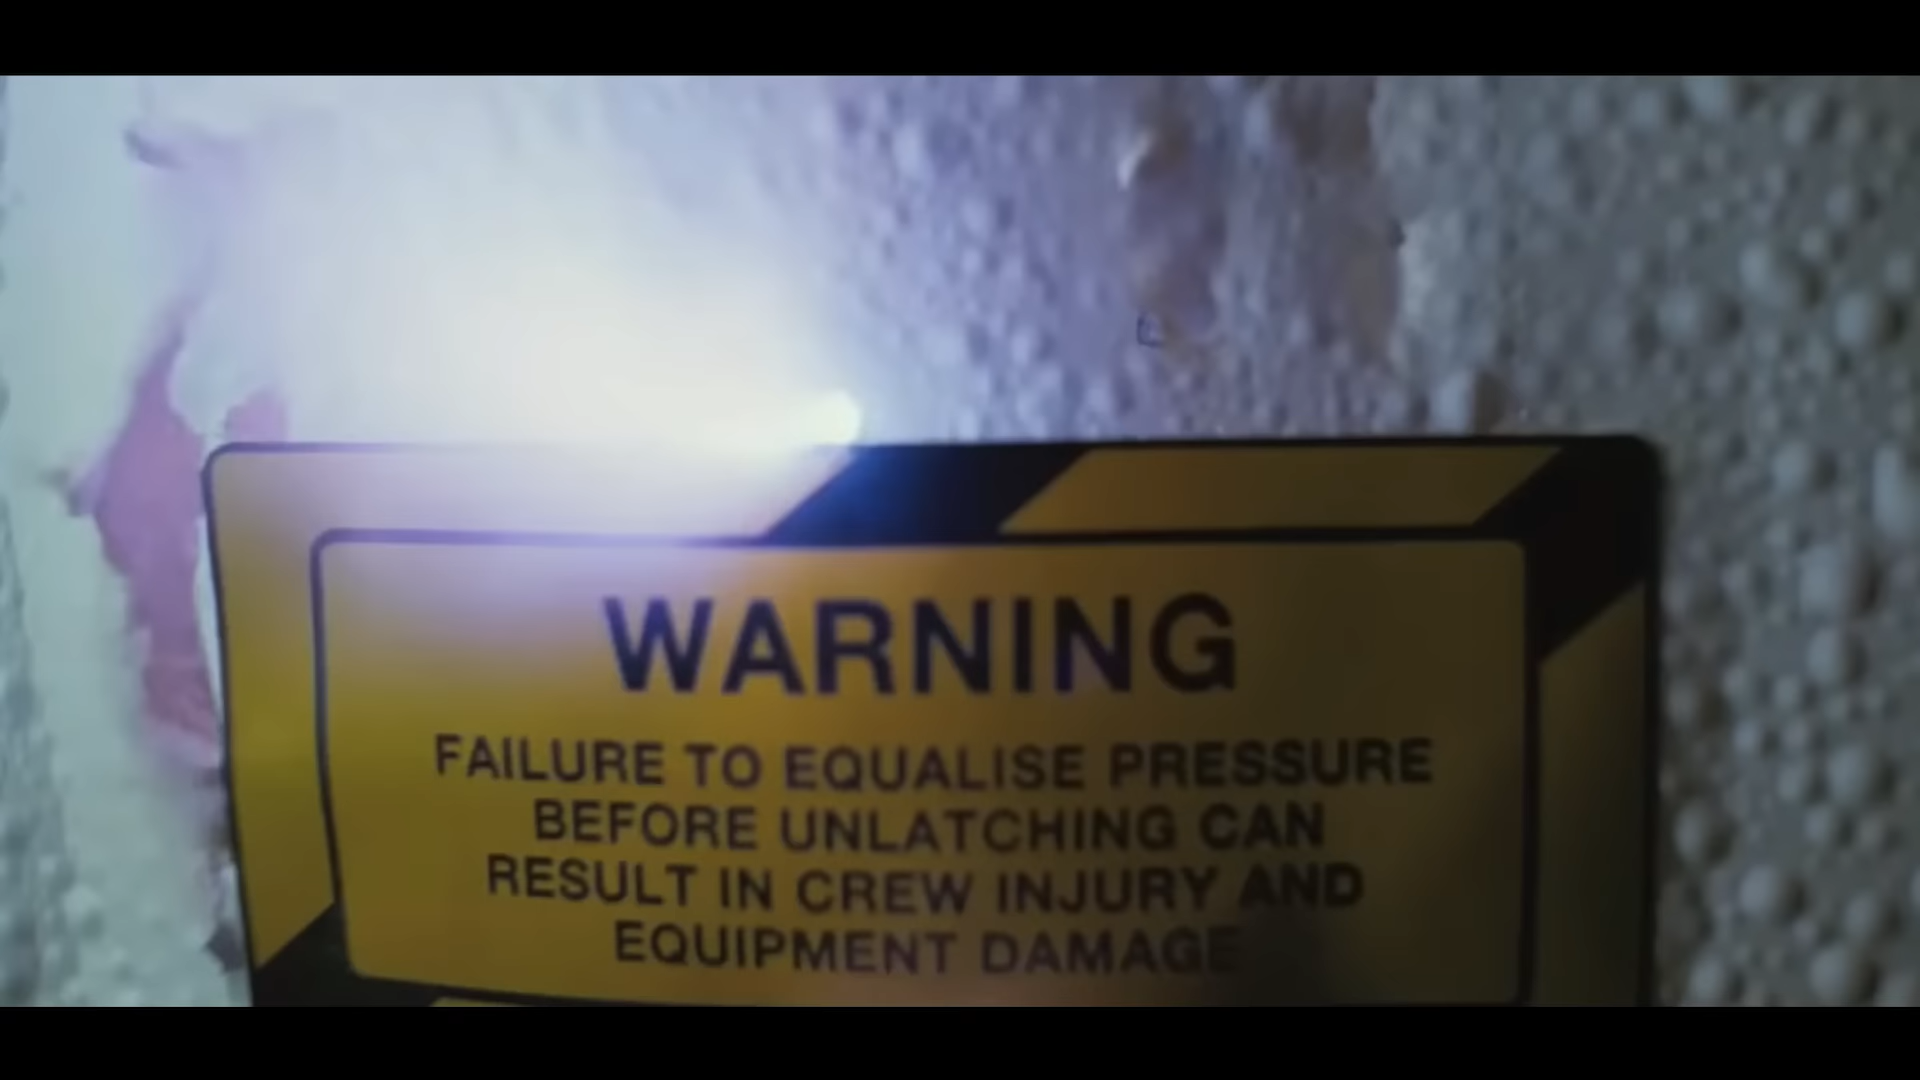 WARNING
FAILURE TO EQUALISE PRESSURE
BEFORE UNLATCHING CAN
RESULT IN CREW INJURY AND
EQUIPMENT DAMAGE